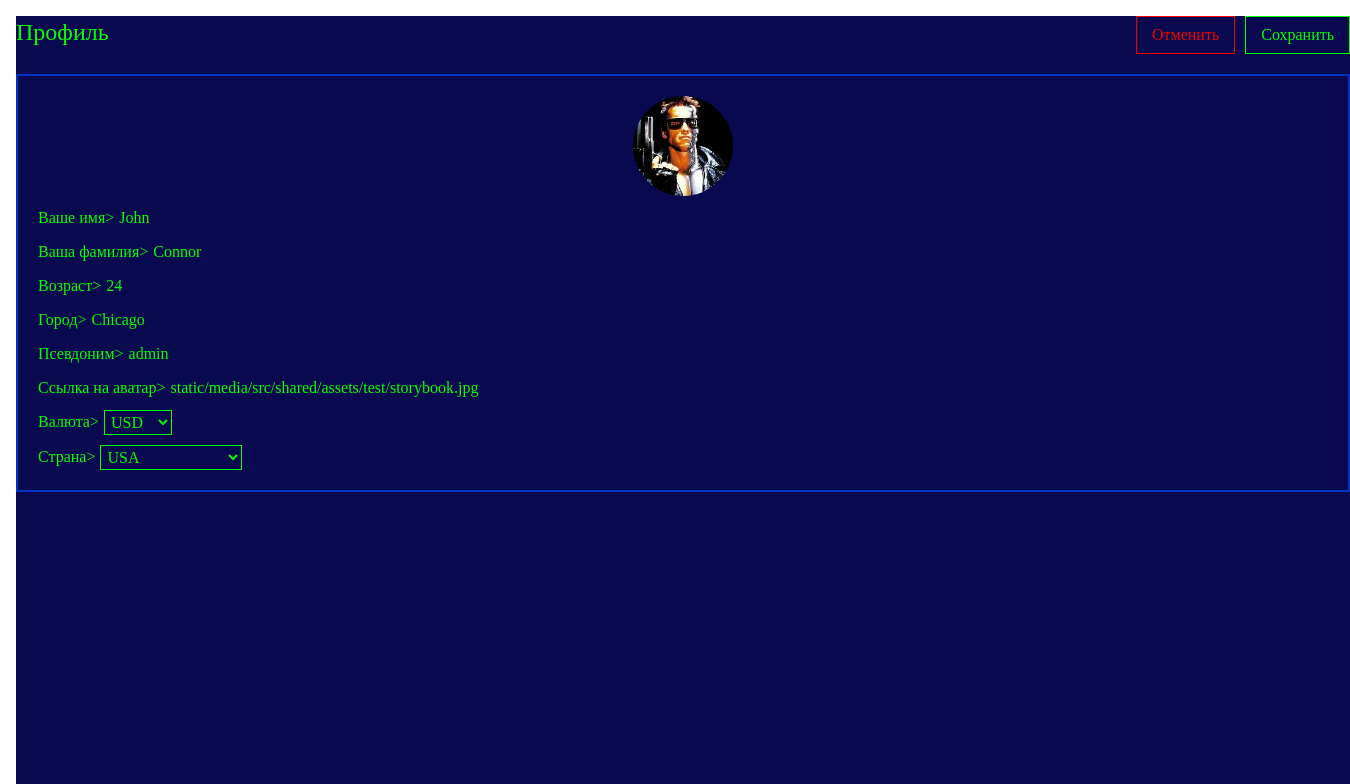 Профиль
Отменить
Сохранить
Ваше имя> John
Ваша фамилия> Connor
Возраст> 24
Город> Chicago
Псевдоним> admin
Ссылка на аватар> static/media/src/shared/assets/test/storybook.jpg
Валюта> USD
Страна> USA